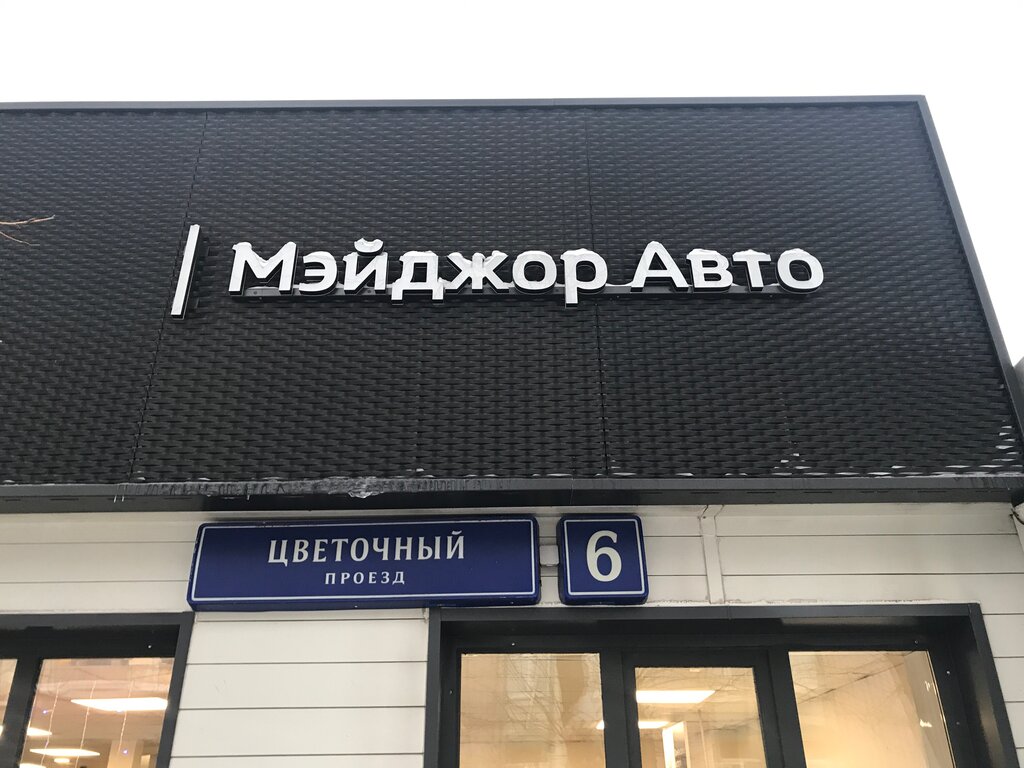 Мэйджор Авто
ЦВЕТОЧНЫЙ
ПРОЕЗД
6